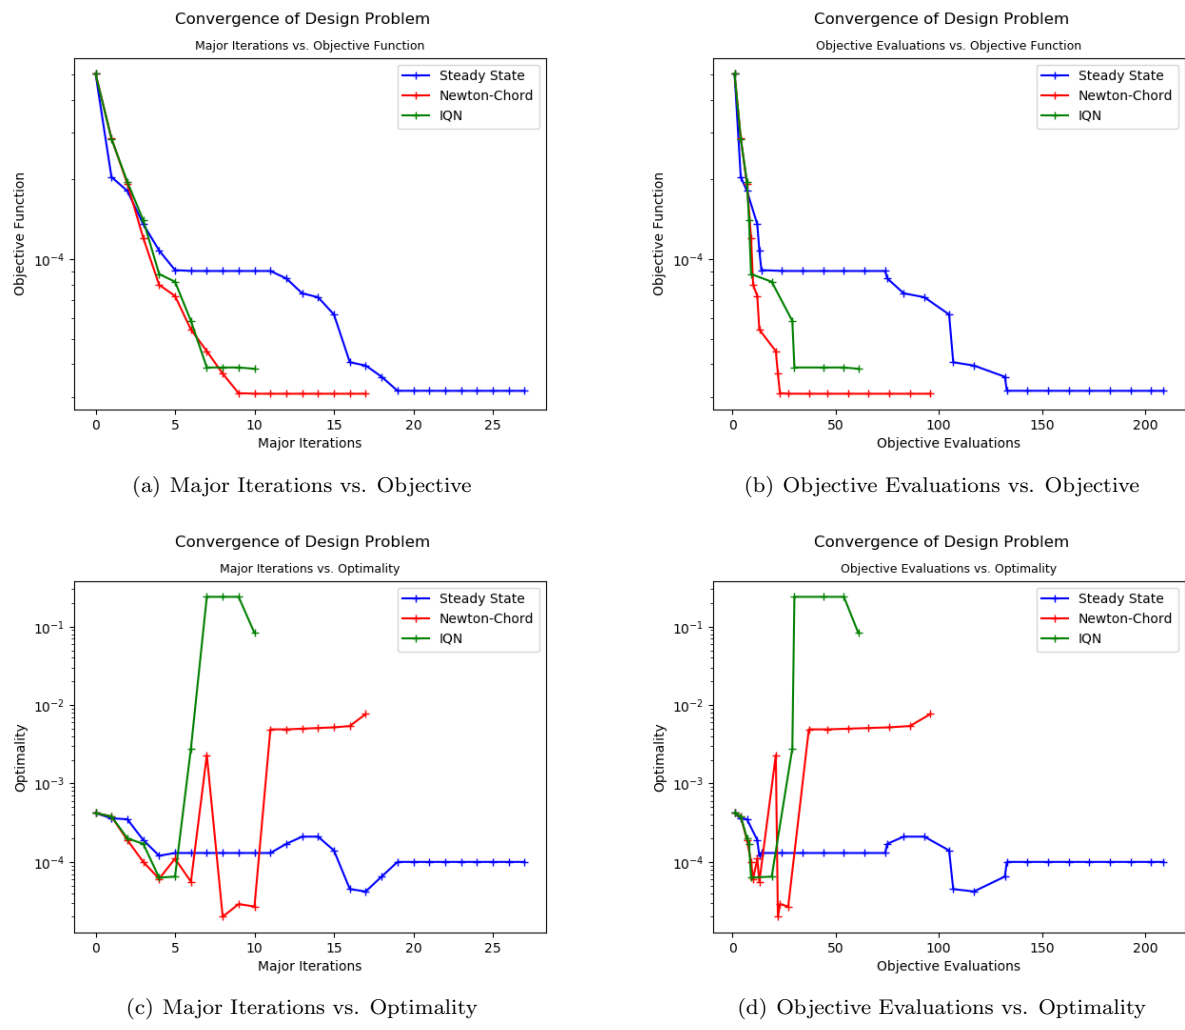 Convergence of Design Problem
Major Iterations vs. Objective Function
Steady State
Newton-Chord
IQN
Objective Function
10⁻⁴
0 5 10 15 20 25
Major Iterations
(a) Major Iterations vs. Objective
Convergence of Design Problem
Objective Evaluations vs. Objective Function
Steady State
Newton-Chord
IQN
Objective Function
10⁻⁴
0 50 100 150 200
Objective Evaluations
(b) Objective Evaluations vs. Objective
Convergence of Design Problem
Major Iterations vs. Optimality
Steady State
Newton-Chord
IQN
Optimality
10⁻¹
10⁻²
10⁻³
10⁻⁴
0 5 10 15 20 25
Major Iterations
(c) Major Iterations vs. Optimality
Convergence of Design Problem
Objective Evaluations vs. Optimality
Steady State
Newton-Chord
IQN
Optimality
10⁻¹
10⁻²
10⁻³
10⁻⁴
0 50 100 150 200
Objective Evaluations
(d) Objective Evaluations vs. Optimality